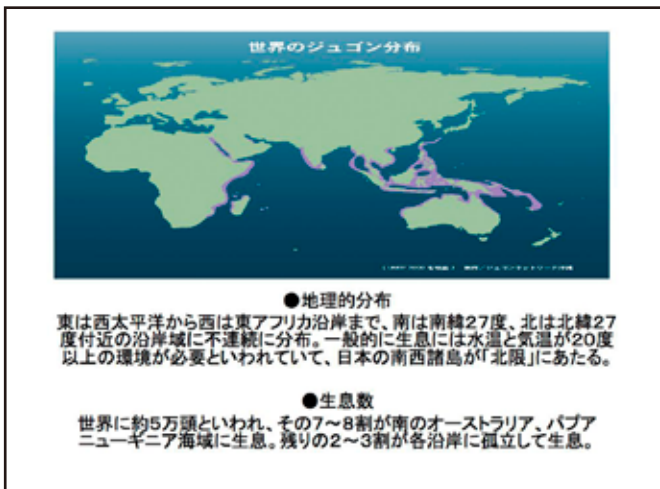 世界のジュゴン分布
●地理的分布
東は西太平洋から西は東アフリカ沿岸まで、南は南緯27度、北は北緯27
度付近の沿岸域に不連続に分布。一般的に生息には水温と気温が20度
以上の環境が必要といわれていて、日本の南西諸島が「北限」にあたる。
●生息数
世界に約5万頭といわれ、その7〜8割が南のオーストラリア、パプア
ニューギニア海域に生息。残りの2〜3割が各沿岸に孤立して生息。